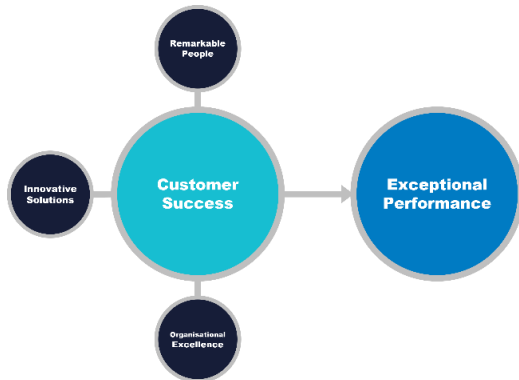 Remarkable
People
Innovative
Solutions
Customer
Success
Exceptional
Performance
Organisational
Excellence